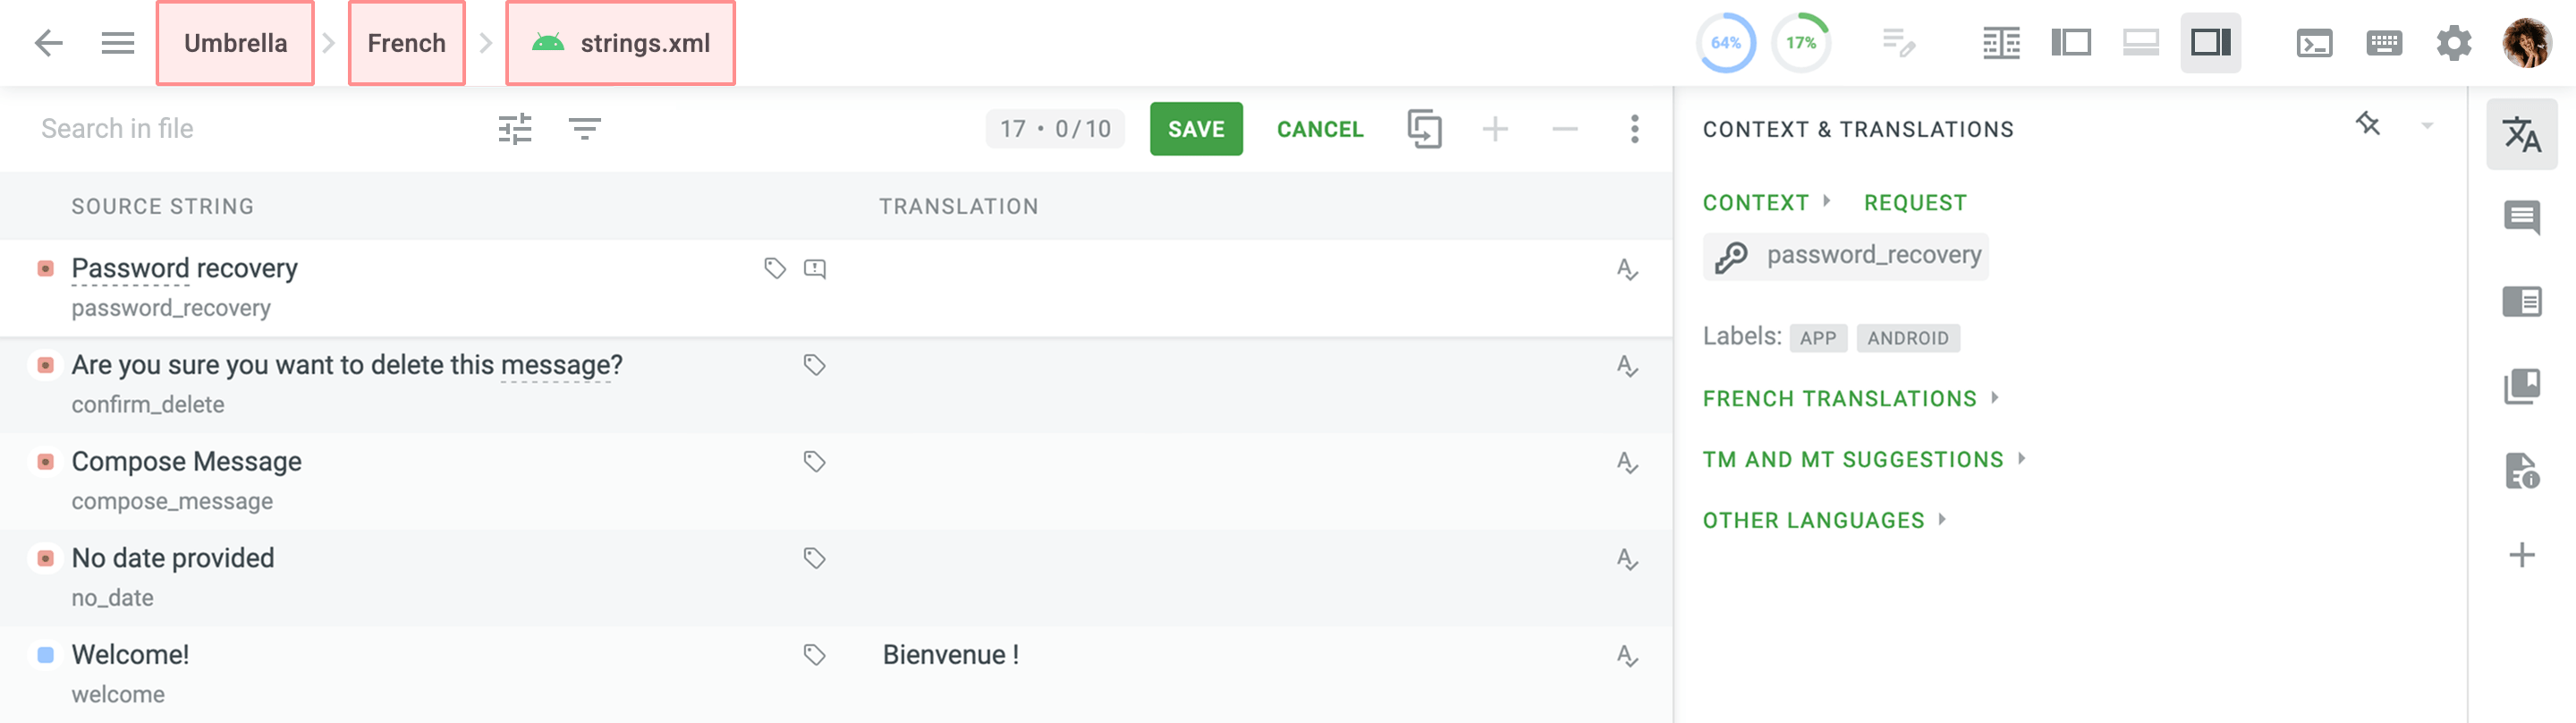 Umbrella
French
strings.xml
64%
17%
Search in file
17 • 0/10
SAVE
CANCEL
SOURCE STRING
TRANSLATION
Password recovery
password_recovery
Are you sure you want to delete this message?
confirm_delete
Compose Message
compose_message
No date provided
no_date
Welcome!
Bienvenue !
welcome
CONTEXT & TRANSLATIONS
CONTEXT
REQUEST
password_recovery
Labels: APP ANDROID
FRENCH TRANSLATIONS
TM AND MT SUGGESTIONS
OTHER LANGUAGES